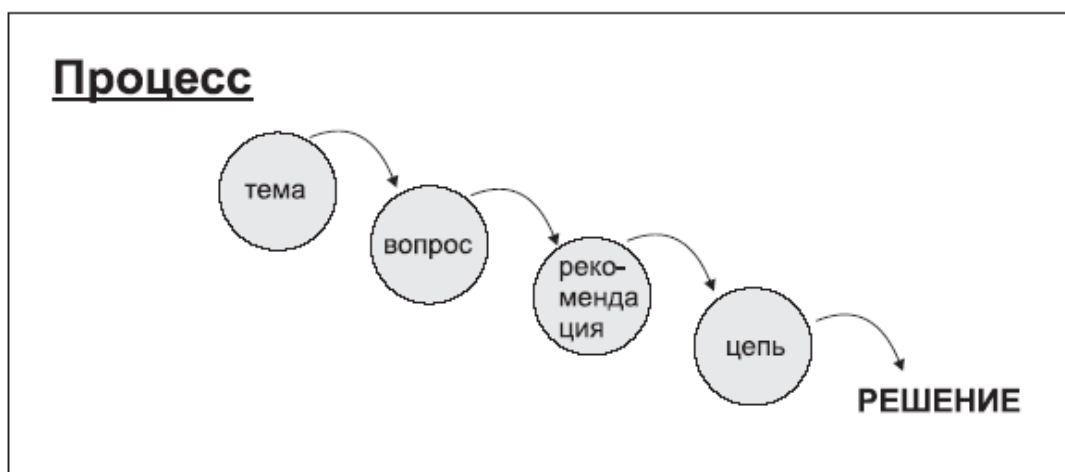 Процесс
тема
вопрос
реко-
менда
ция
цепь
РЕШЕНИЕ